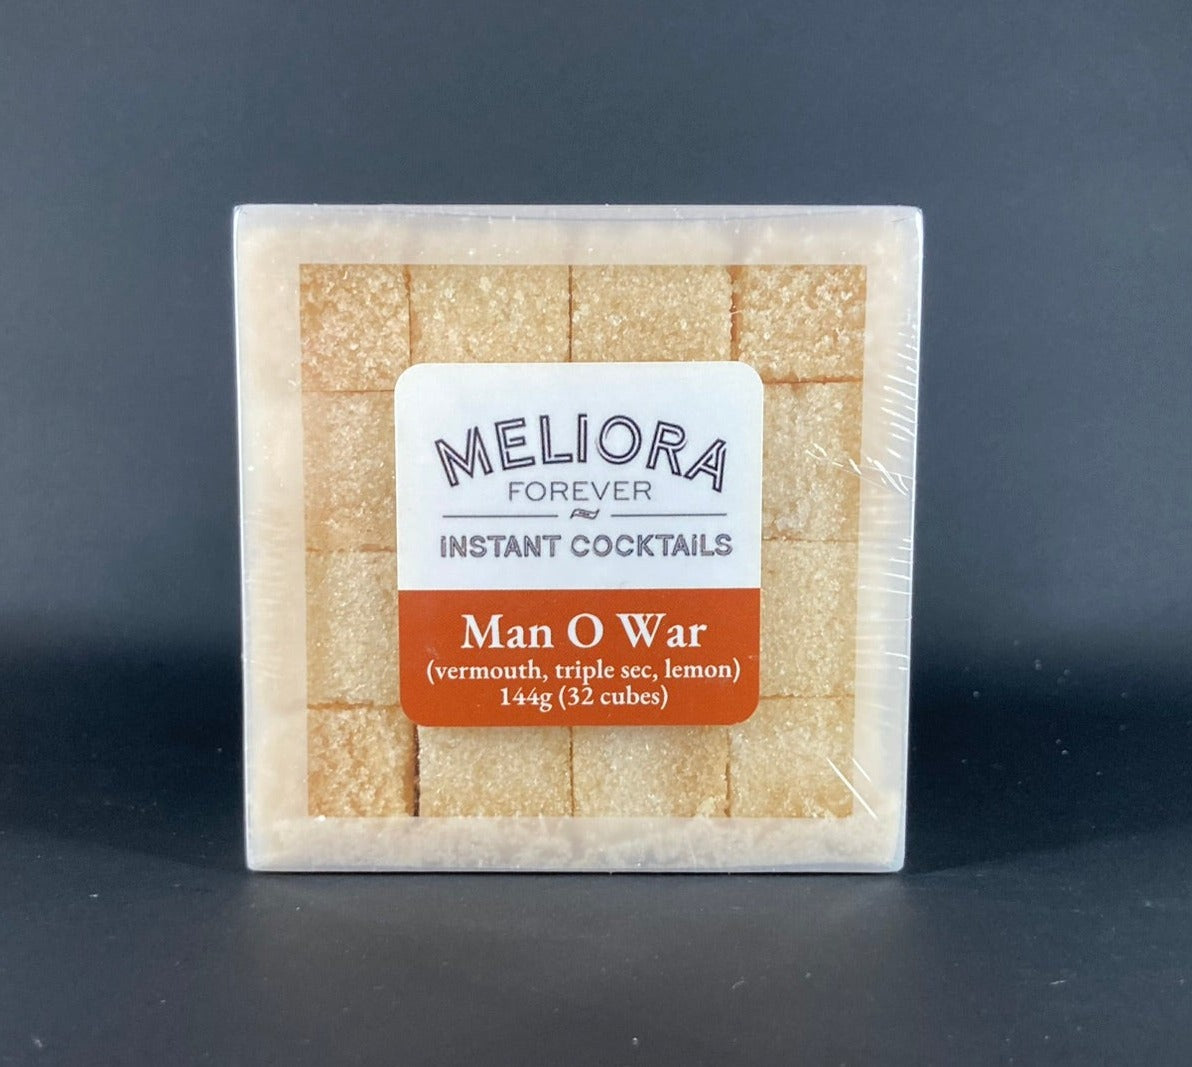 MELIORA
FOREVER
INSTANT COCKTAiLS
Man O War
(vermouth, triple sec, lemon)
144g (32 cubes)